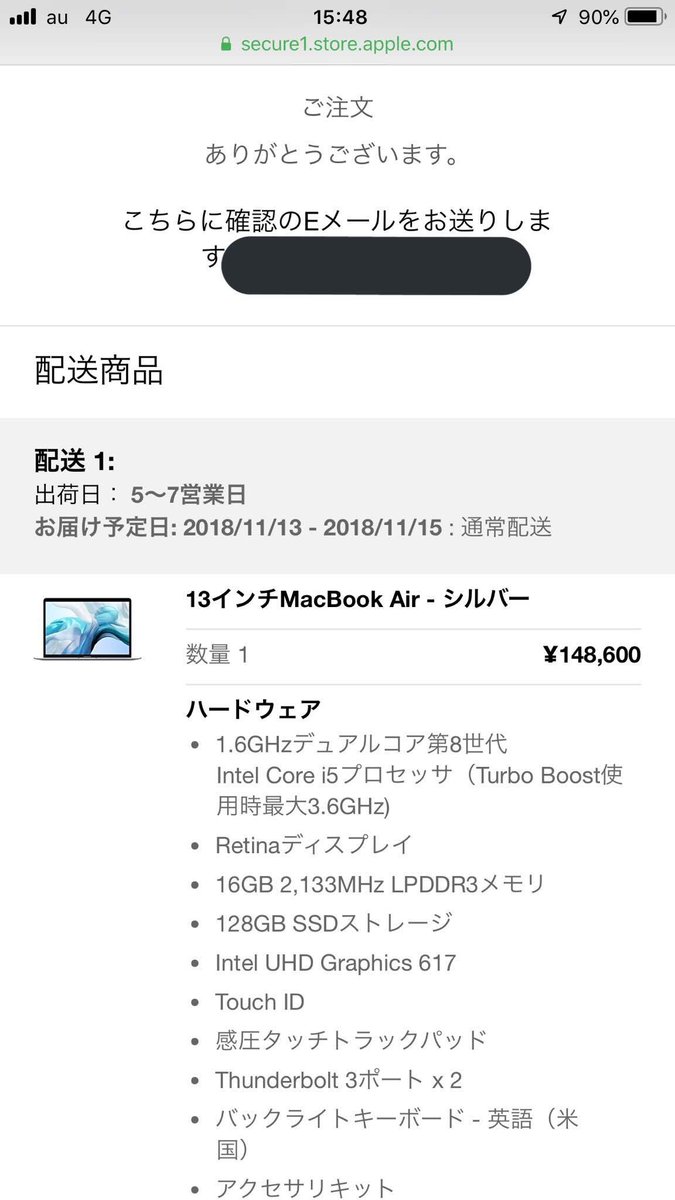 au 4G 15:48 90%
secure1.store.apple.com
ご注文
ありがとうございます。
こちらに確認のEメールをお送りしま
す
配送商品
配送 1:
出荷日： 5〜7営業日
お届け予定日: 2018/11/13 - 2018/11/15 : 通常配送
13インチMacBook Air - シルバー
数量 1 ¥148,600
ハードウェア
• 1.6GHzデュアルコア第8世代
Intel Core i5プロセッサ（Turbo Boost使
用時最大3.6GHz)
• Retinaディスプレイ
• 16GB 2,133MHz LPDDR3メモリ
• 128GB SSDストレージ
• Intel UHD Graphics 617
• Touch ID
• 感圧タッチトラックパッド
• Thunderbolt 3ポート x 2
• バックライトキーボード - 英語（米
国）
• アクセサリキット